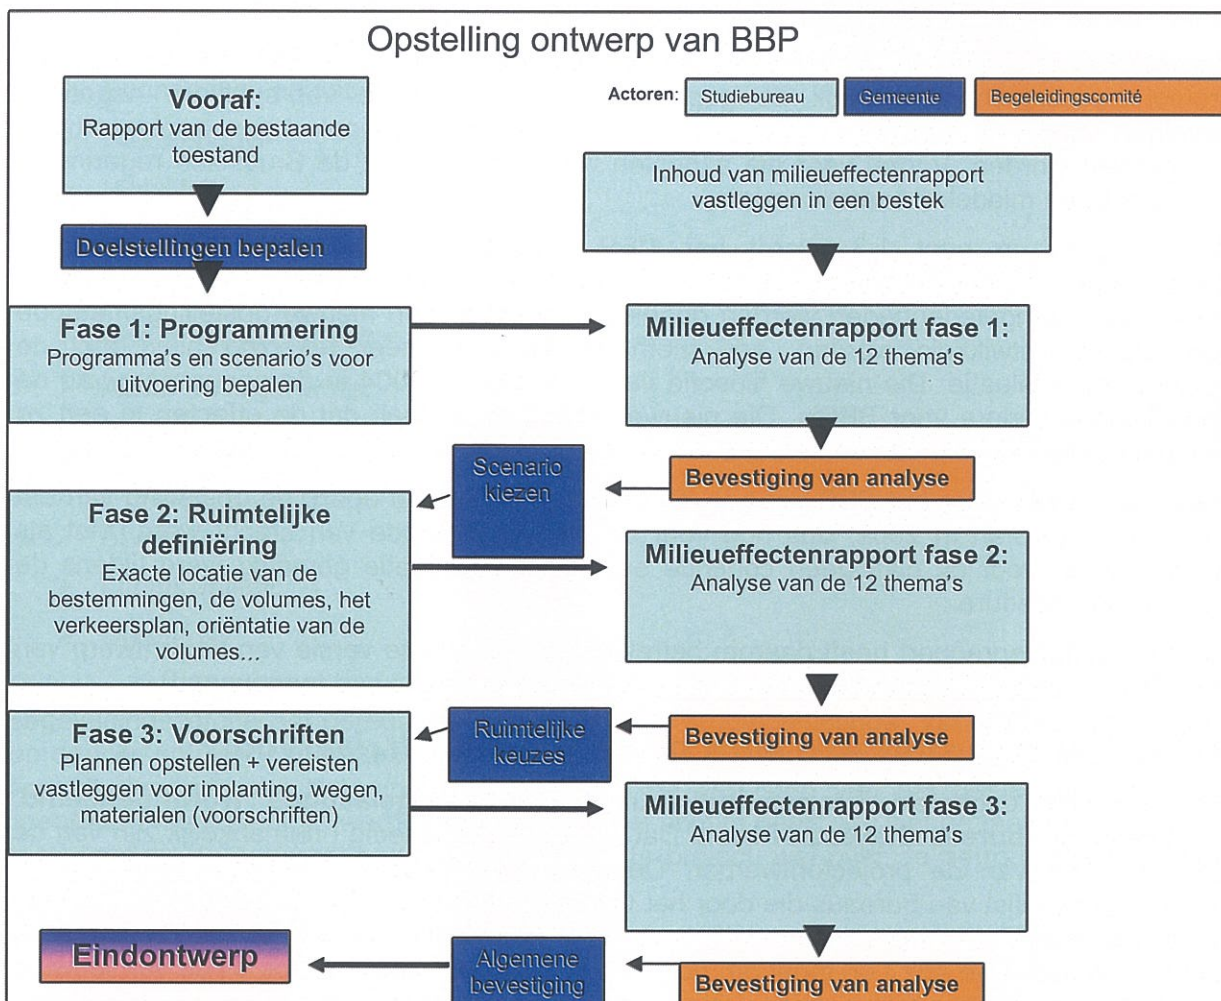 Opstelling ontwerp van BBP
Vooraf:
Rapport van de bestaande
toestand
Actoren:
Studiebureau
Gemeente
Begeleidingscomité
Inhoud van milieueffectenrapport
vastleggen in een bestek
Doelstellingen bepalen
Fase 1: Programmering
Programma's en scenario's voor
uitvoering bepalen
Milieueffectenrapport fase 1:
Analyse van de 12 thema's
Scenario
kiezen
Bevestiging van analyse
Fase 2: Ruimtelijke
definiëring
Exacte locatie van de
bestemmingen, de volumes, het
verkeersplan, oriëntatie van de
volumes...
Milieueffectenrapport fase 2:
Analyse van de 12 thema's
Ruimtelijke
keuzes
Bevestiging van analyse
Fase 3: Voorschriften
Plannen opstellen + vereisten
vastleggen voor inplanting, wegen,
materialen (voorschriften)
Milieueffectenrapport fase 3:
Analyse van de 12 thema's
Eindontwerp
Algemene
bevestiging
Bevestiging van analyse